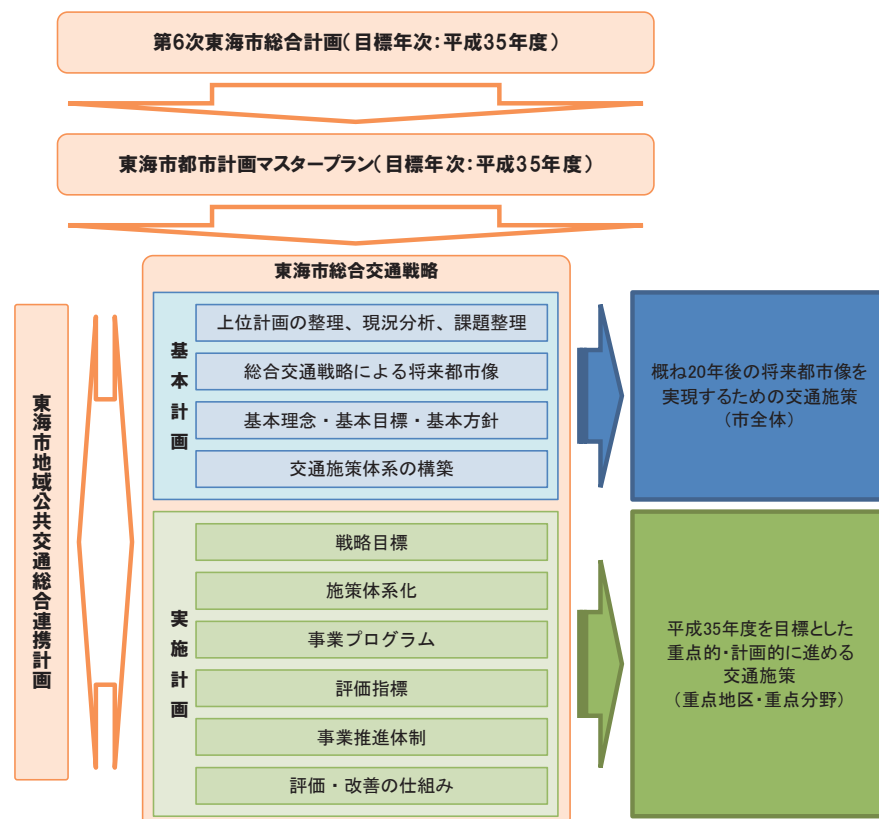 第6次東海市総合計画(目標年次:平成35年度)
東海市都市計画マスタープラン(目標年次:平成35年度)
東海市総合交通戦略
東海市地域公共交通総合連携計画
基本計画
上位計画の整理、現況分析、課題整理
総合交通戦略による将来都市像
基本理念・基本目標・基本方針
交通施策体系の構築
概ね20年後の将来都市像を
実現するための交通施策
(市全体)
実施計画
戦略目標
施策体系化
事業プログラム
評価指標
事業推進体制
評価・改善の仕組み
平成35年度を目標とした
重点的・計画的に進める
交通施策
(重点地区・重点分野)